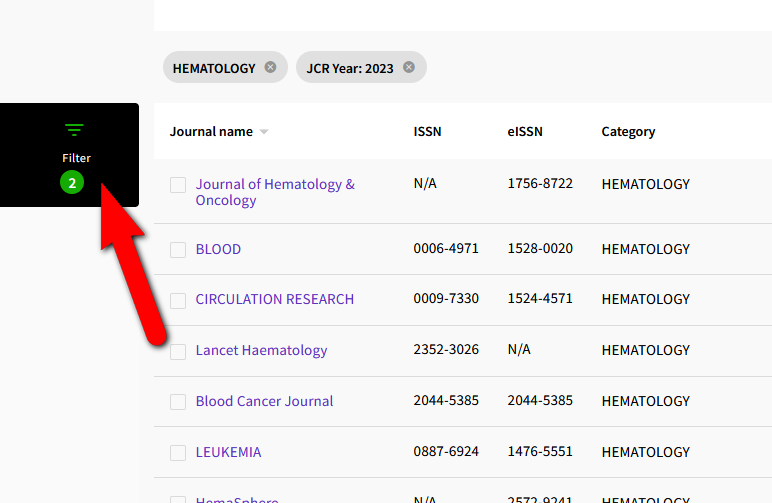 HEMATOLOGY JCR Year: 2023
Filter
2
Journal name ISSN eISSN Category
Journal of Hematology & N/A 1756-8722 HEMATOLOGY
Oncology
BLOOD 0006-4971 1528-0020 HEMATOLOGY
CIRCULATION RESEARCH 0009-7330 1524-4571 HEMATOLOGY
Lancet Haematology 2352-3026 N/A HEMATOLOGY
Blood Cancer Journal 2044-5385 2044-5385 HEMATOLOGY
LEUKEMIA 0887-6924 1476-5551 HEMATOLOGY
HemaSphere N/A 2572-9241 HEMATOLOGY